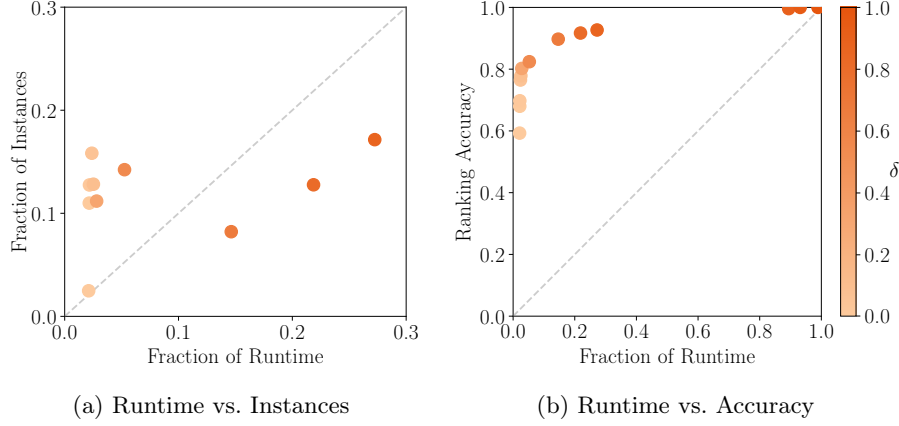 Fraction of Instances
0.3
0.2
0.1
0.0
0.0 0.1 0.2 0.3
Fraction of Runtime
(a) Runtime vs. Instances
Ranking Accuracy
1.0
0.8
0.6
0.4
0.2
0.0
0.0 0.2 0.4 0.6 0.8 1.0
Fraction of Runtime
(b) Runtime vs. Accuracy
1.0
0.8
0.6
0.4
0.2
0.0
δ